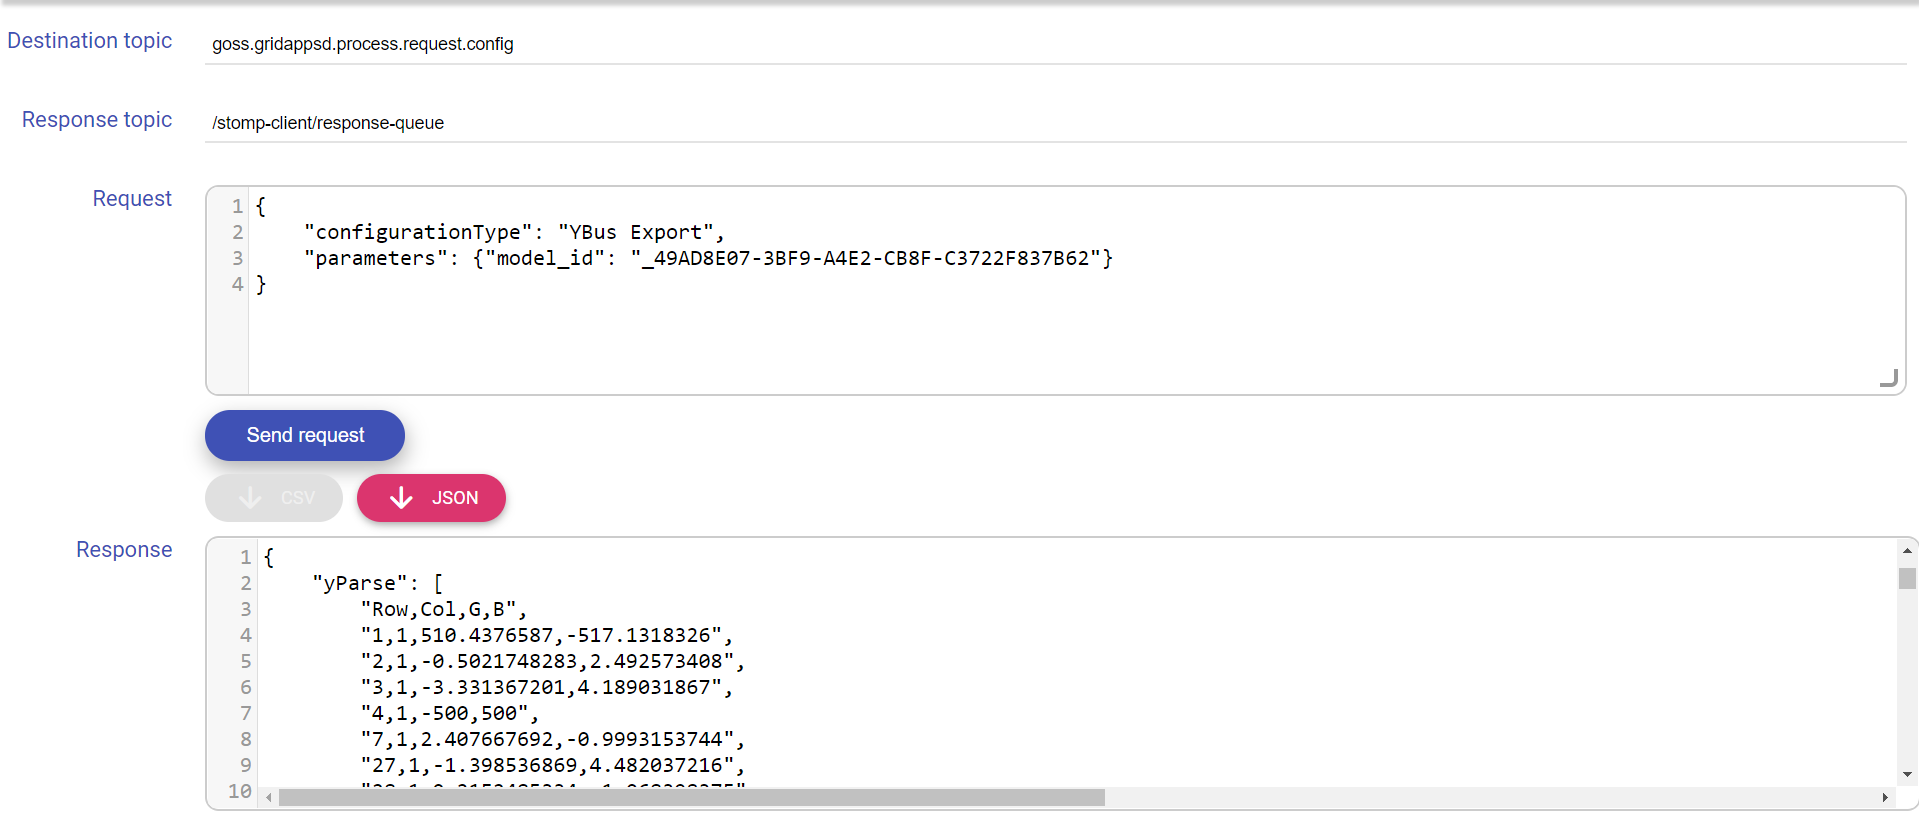 Destination topic
goss.gridappsd.process.request.config
Response topic
/stomp-client/response-queue
Request
1 {
2     "configurationType": "YBus Export",
3     "parameters": {"model_id": "_49AD8E07-3BF9-A4E2-CB8F-C3722F837B62"}
4 }
Send request
CSV
JSON
Response
1 {
2     "yParse": [
3         "Row,Col,G,B",
4         "1,1,510.4376587,-517.1318326",
5         "2,1,-0.5021748283,2.492573408",
6         "3,1,-3.331367201,4.189031867",
7         "4,1,-500,500",
8         "7,1,2.407667692,-0.9993153744",
9         "27,1,-1.398536869,4.482037216",
10